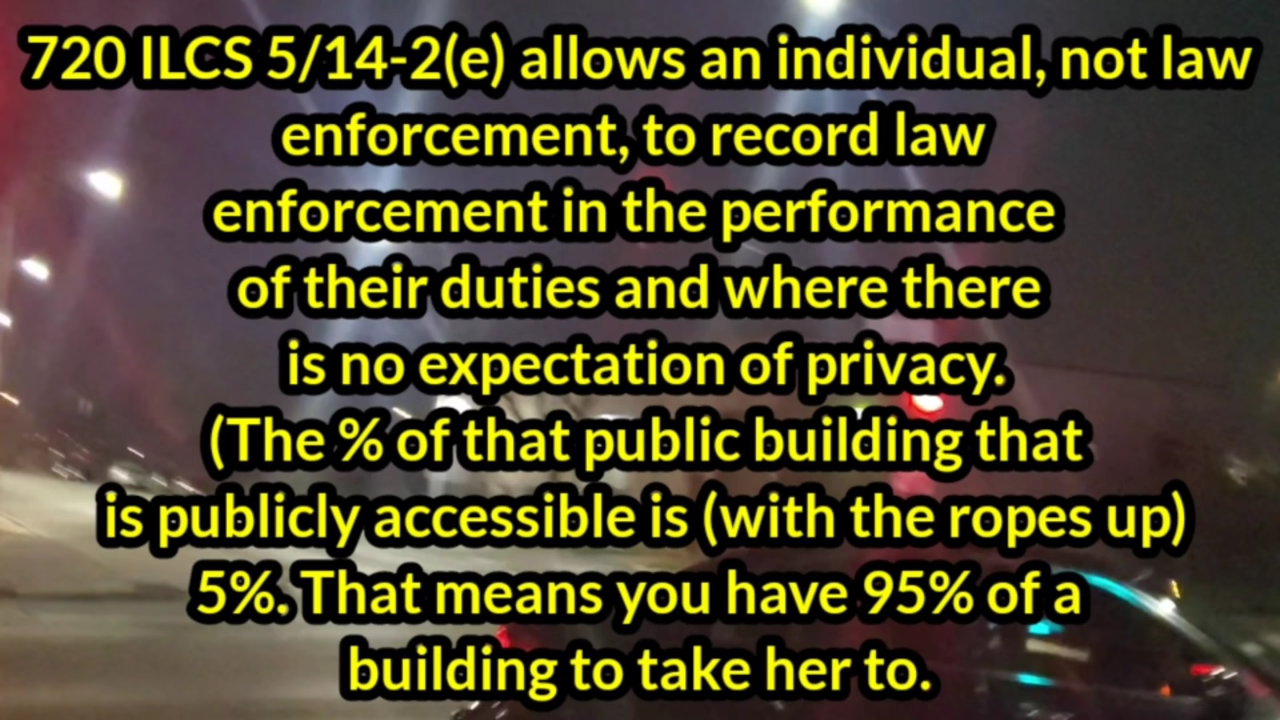 720 ILCS 5/14-2(e) allows an individual, not law
enforcement, to record law
enforcement in the performance
of their duties and where there
is no expectation of privacy.
(The % of that public building that
is publicly accessible is (with the ropes up)
5%. That means you have 95% of a
building to take her to.